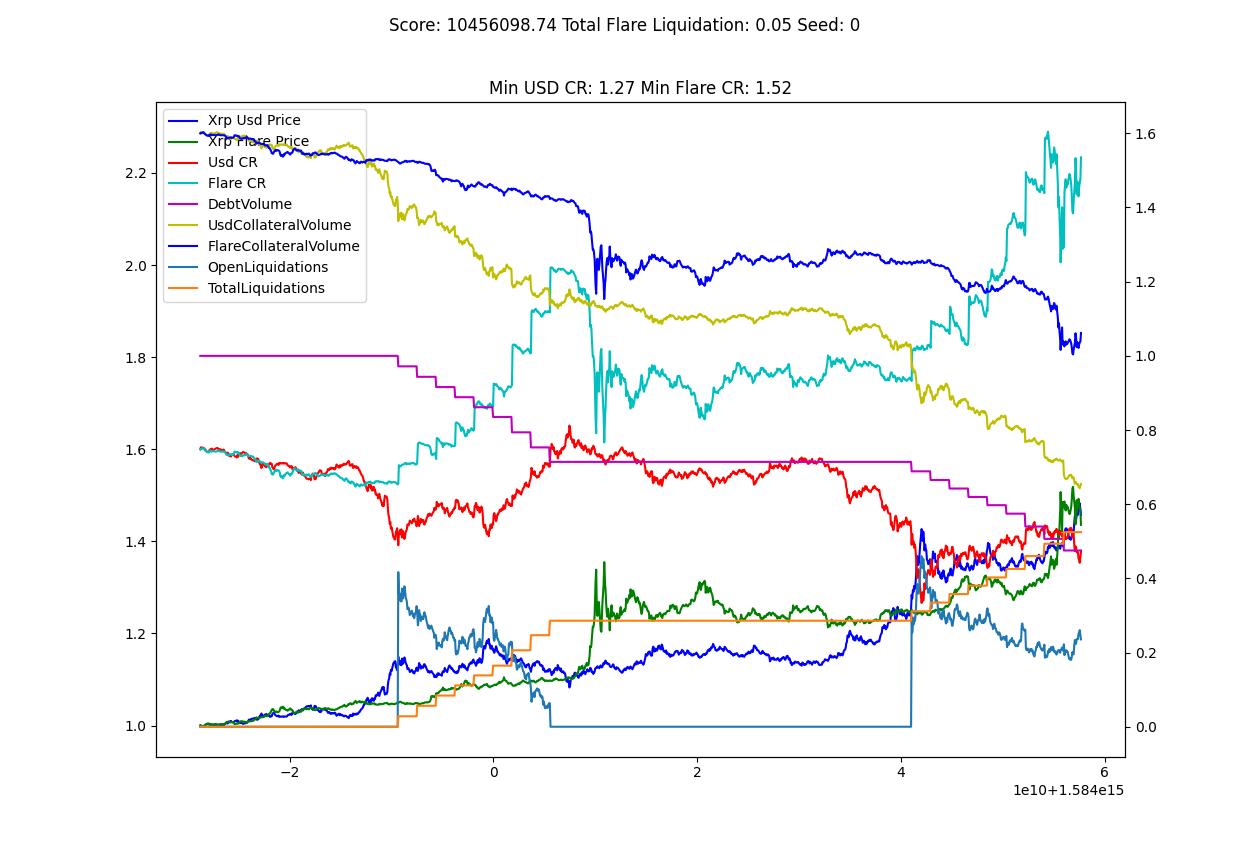 Score: 10456098.74 Total Flare Liquidation: 0.05 Seed: 0
Min USD CR: 1.27 Min Flare CR: 1.52
Xrp Usd Price
Xrp Flare Price
Usd CR
Flare CR
DebtVolume
UsdCollateralVolume
FlareCollateralVolume
OpenLiquidations
TotalLiquidations
2.2
2.0
1.8
1.6
1.4
1.2
1.0
1.6
1.4
1.2
1.0
0.8
0.6
0.4
0.2
0.0
−2 0 2 4 6
1e10+1.584e15